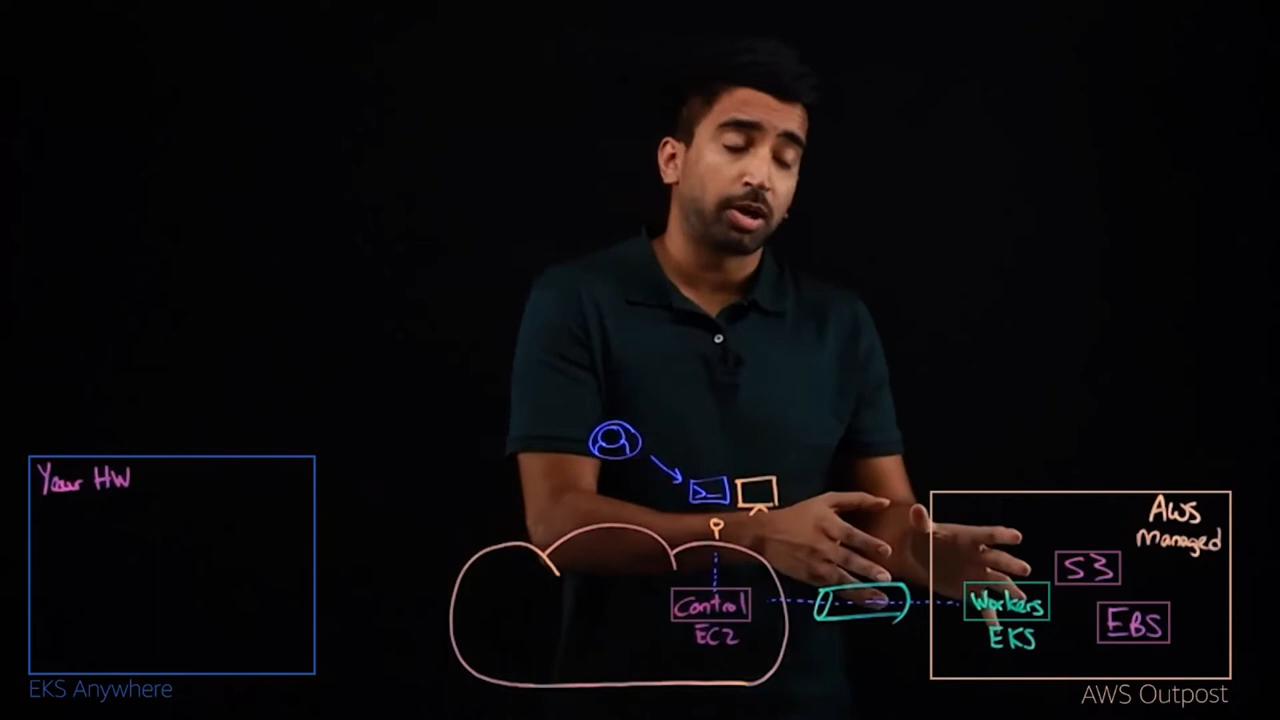 Your HW
EKS Anywhere
>_
Control
EC2
Workers
EKS
AWS
Managed
S3
EBS
AWS Outpost